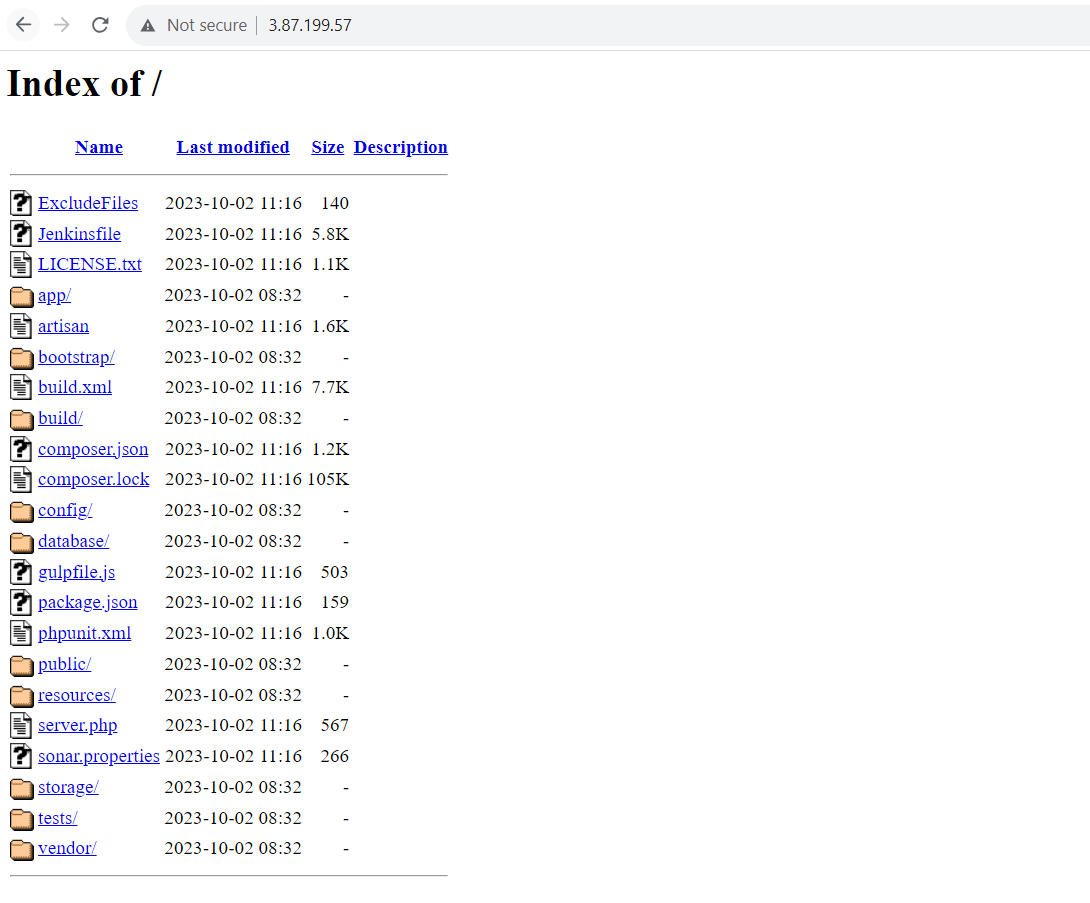 Not secure 3.87.199.57
Index of /
Name Last modified Size Description
ExcludeFiles 2023-10-02 11:16 140
Jenkinsfile 2023-10-02 11:16 5.8K
LICENSE.txt 2023-10-02 11:16 1.1K
app/ 2023-10-02 08:32 -
artisan 2023-10-02 11:16 1.6K
bootstrap/ 2023-10-02 08:32 -
build.xml 2023-10-02 11:16 7.7K
build/ 2023-10-02 08:32 -
composer.json 2023-10-02 11:16 1.2K
composer.lock 2023-10-02 11:16 105K
config/ 2023-10-02 08:32 -
database/ 2023-10-02 08:32 -
gulpfile.js 2023-10-02 11:16 503
package.json 2023-10-02 11:16 159
phpunit.xml 2023-10-02 11:16 1.0K
public/ 2023-10-02 08:32 -
resources/ 2023-10-02 08:32 -
server.php 2023-10-02 11:16 567
sonar.properties 2023-10-02 11:16 266
storage/ 2023-10-02 08:32 -
tests/ 2023-10-02 08:32 -
vendor/ 2023-10-02 08:32 -